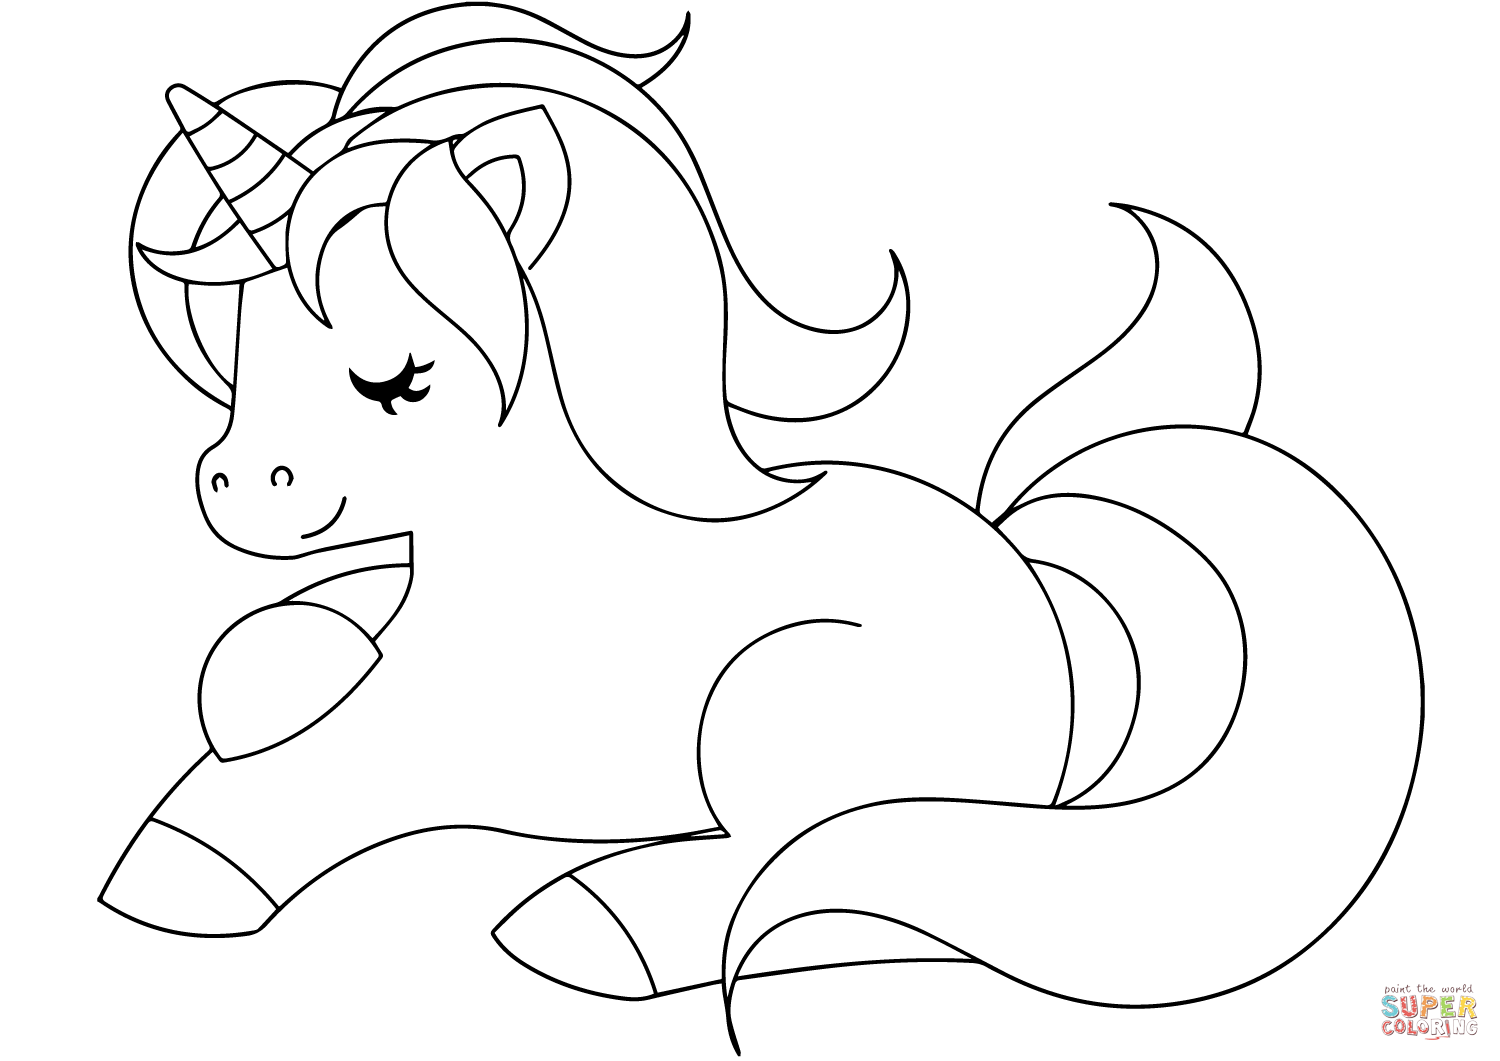 paint the world
SUPER
COLORING